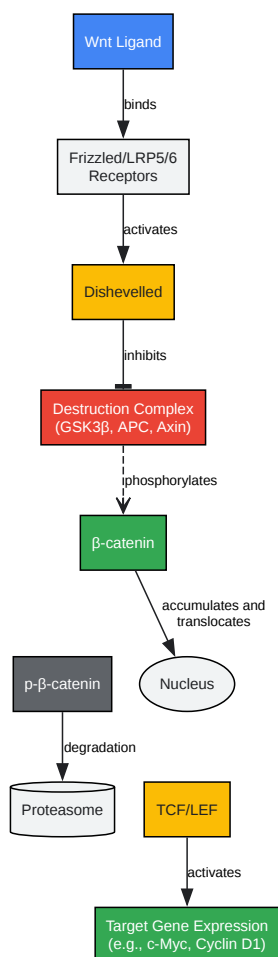 Wnt Ligand
binds
Frizzled/LRP5/6
Receptors
activates
Dishevelled
inhibits
Destruction Complex
(GSK3β, APC, Axin)
phosphorylates
β-catenin
accumulates and
translocates
p-β-catenin
Nucleus
degradation
Proteasome
TCF/LEF
activates
Target Gene Expression
(e.g., c-Myc, Cyclin D1)